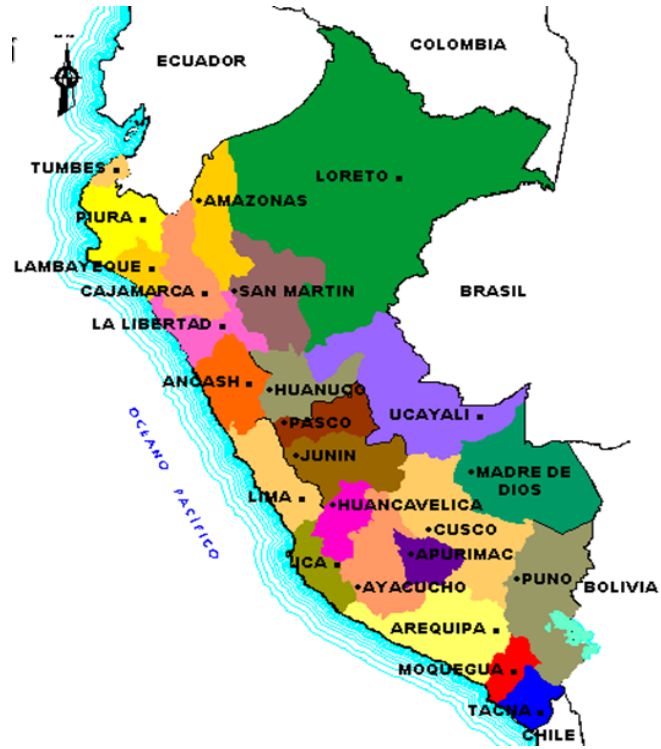 COLOMBIA
ECUADOR
TUMBES
LORETO
AMAZONAS
PIURA
LAMBAYEQUE
CAJAMARCA
SAN MARTIN
BRASIL
LA LIBERTAD
ANCASH
HUANUCO
UCAYALI
PASCO
JUNIN
MADRE DE
DIOS
OCEANO PACÍFICO
LIMA
HUANCAVELICA
CUSCO
ICA
APURIMAC
AYACUCHO
PUNO
BOLIVIA
AREQUIPA
MOQUEGUA
TACNA
CHILE